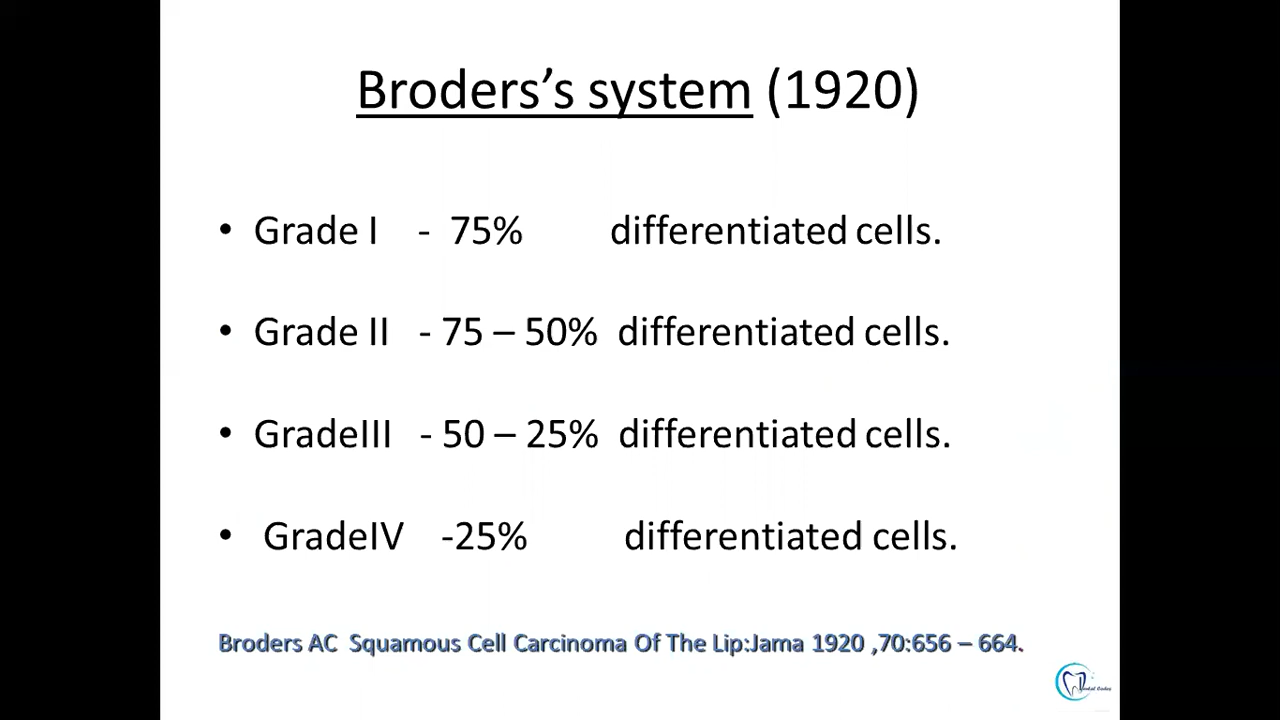 Broders’s system (1920)
• Grade I - 75% differentiated cells.
• Grade II - 75 – 50% differentiated cells.
• GradeIII - 50 – 25% differentiated cells.
• GradeIV -25% differentiated cells.
Broders AC Squamous Cell Carcinoma Of The Lip:Jama 1920 ,70:656 – 664.